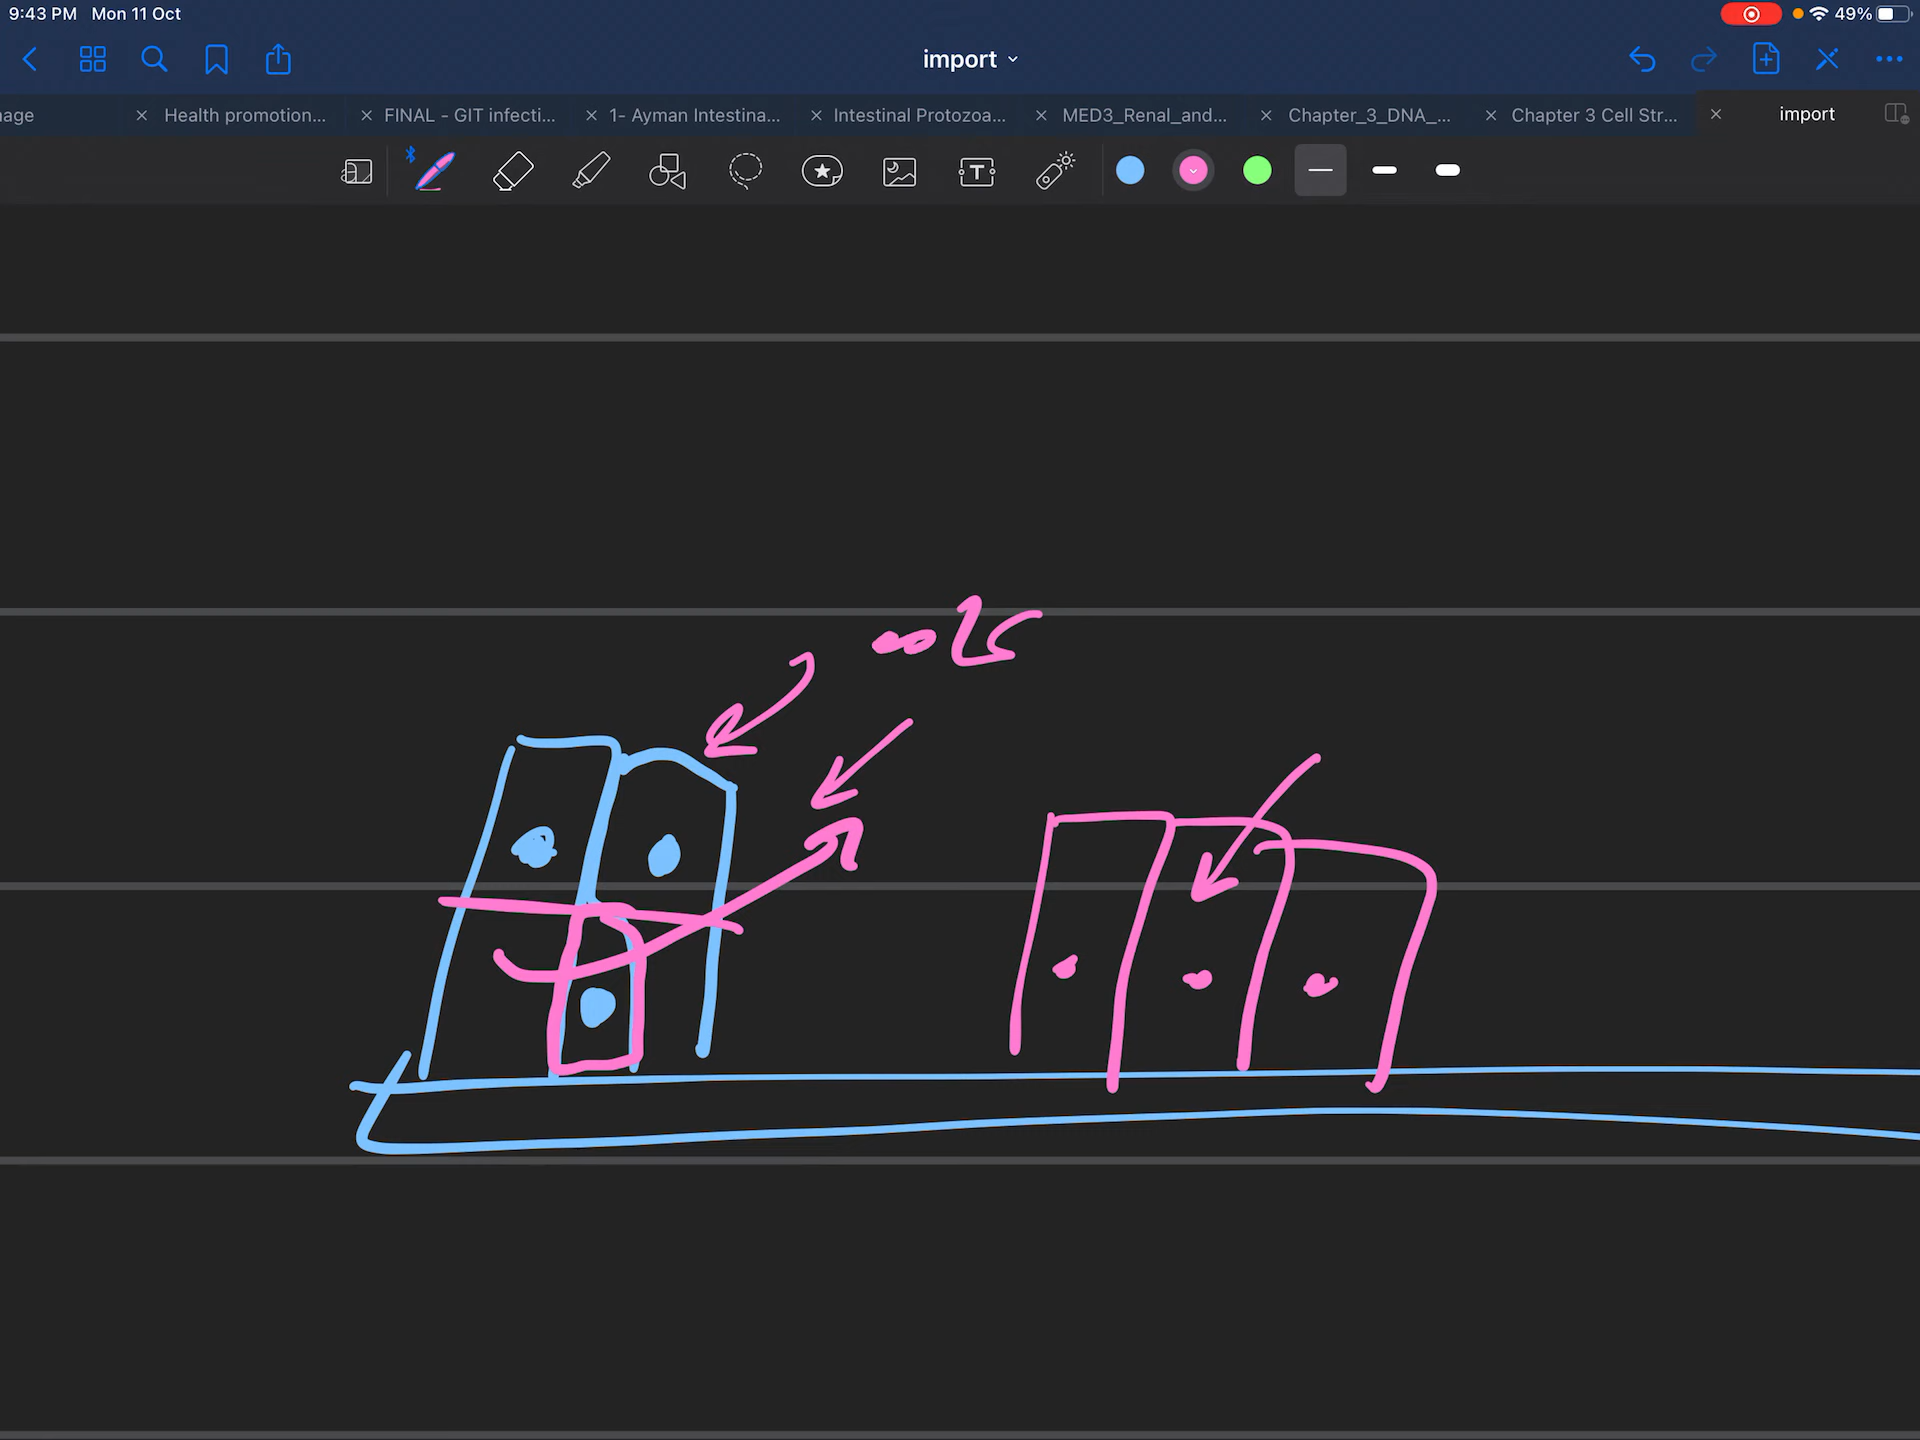 9:43 PM Mon 11 Oct
49%
import
age
Health promotion...
FINAL - GIT infecti...
1- Ayman Intestina...
Intestinal Protozoa...
MED3_Renal_and...
Chapter_3_DNA_...
Chapter 3 Cell Str...
import